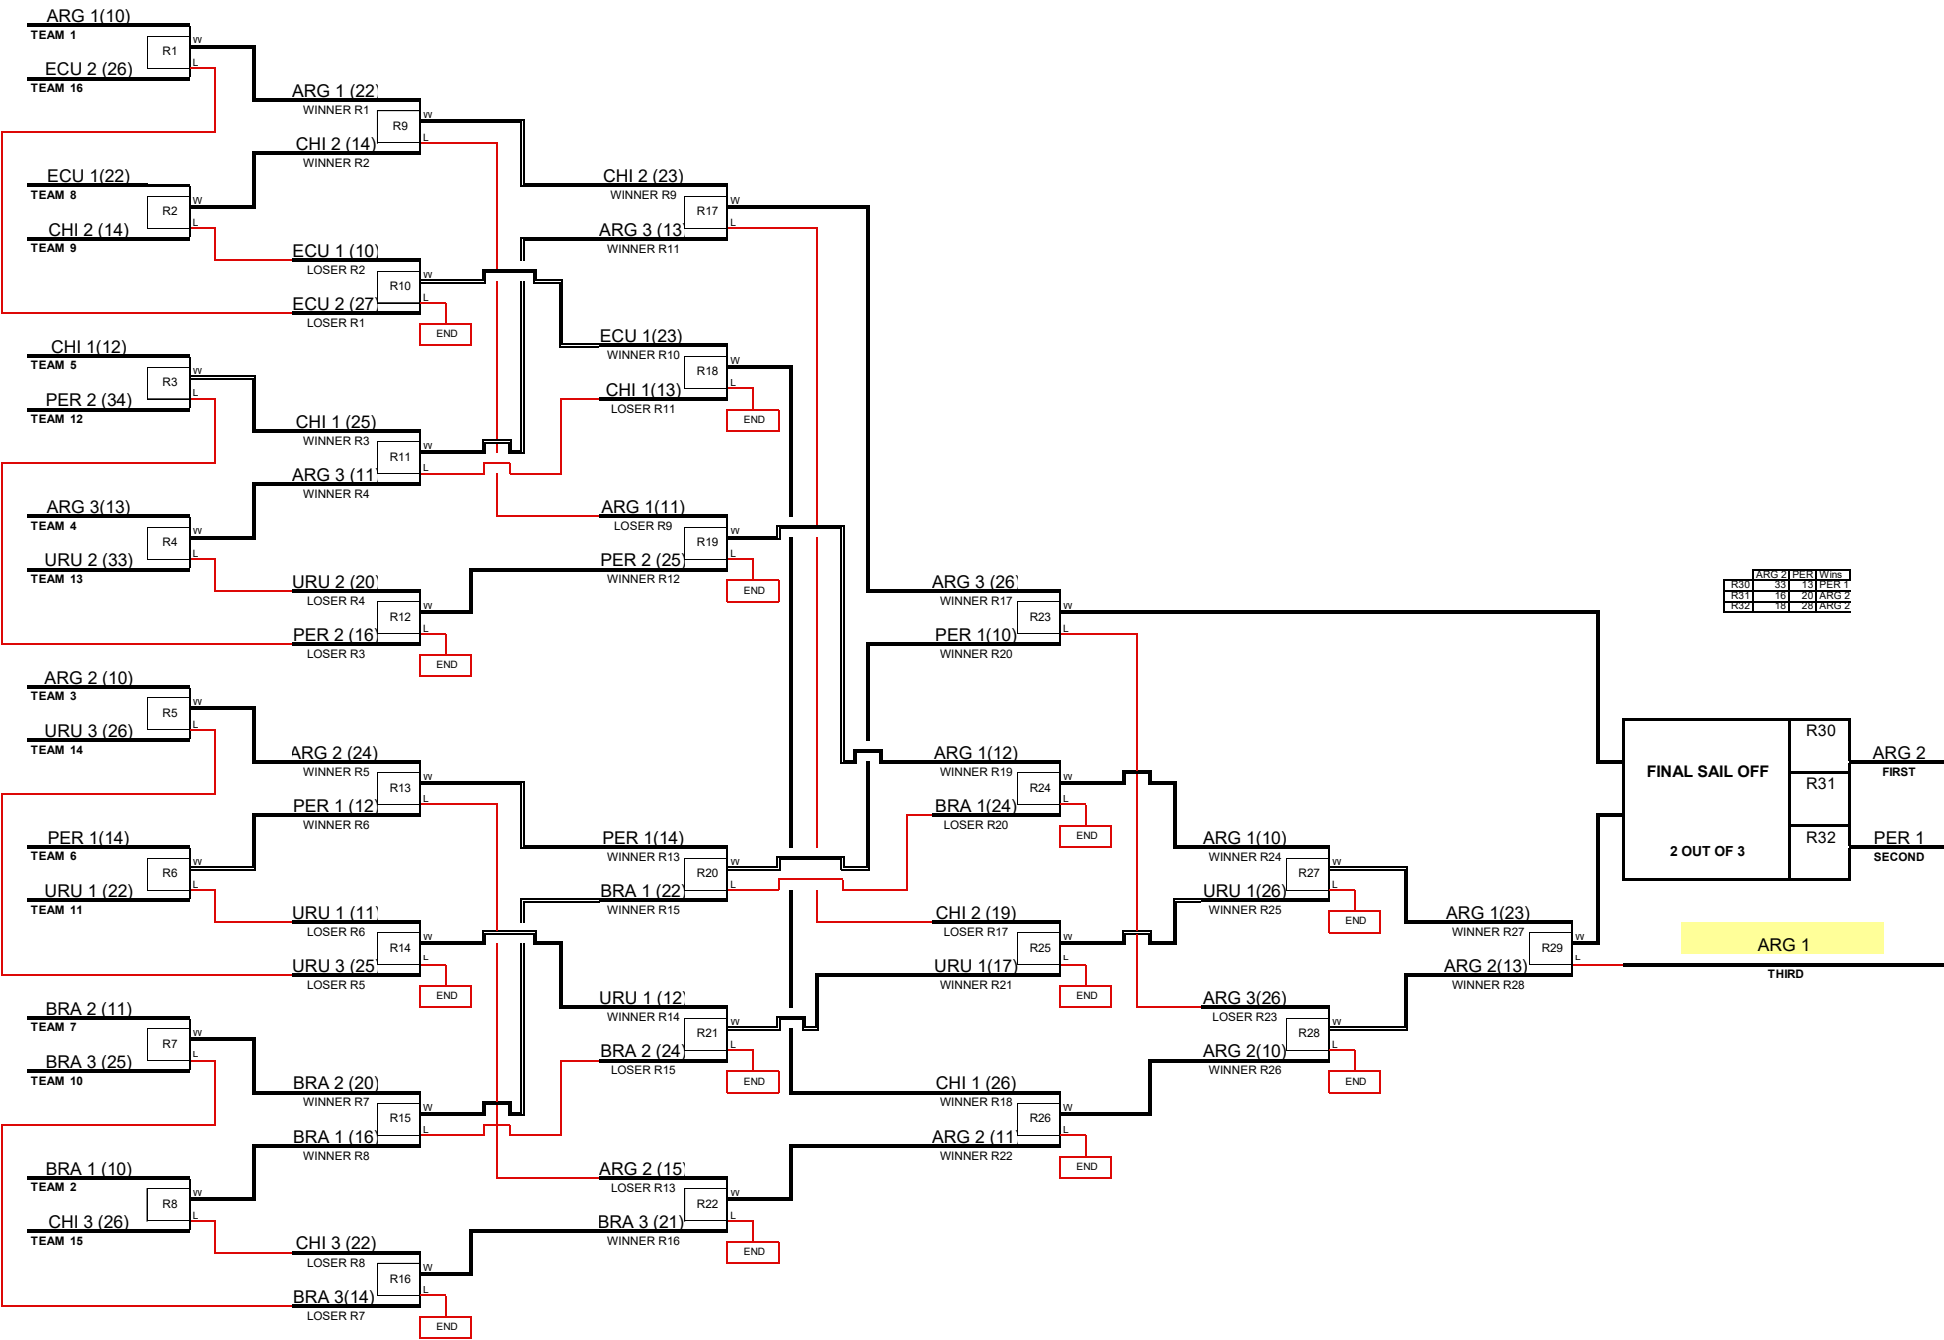 ARG 1(10)
TEAM 1
R1
W
L
ECU 2 (26)
TEAM 16
ECU 1(22)
TEAM 8
R2
W
L
CHI 2 (14)
TEAM 9
CHI 1(12)
TEAM 5
R3
W
L
PER 2 (34)
TEAM 12
ARG 3(13)
TEAM 4
R4
W
L
URU 2 (33)
TEAM 13
ARG 2 (10)
TEAM 3
R5
W
L
URU 3 (26)
TEAM 14
PER 1(14)
TEAM 6
R6
W
L
URU 1 (22)
TEAM 11
BRA 2 (11)
TEAM 7
R7
W
L
BRA 3 (25)
TEAM 10
BRA 1 (10)
TEAM 2
R8
W
L
CHI 3 (26)
TEAM 15
ARG 1 (22)
WINNER R1
R9
W
L
CHI 2 (14)
WINNER R2
ECU 1 (10)
LOSER R2
R10
W
L
ECU 2 (27)
LOSER R1
END
CHI 1 (25)
WINNER R3
R11
W
L
ARG 3 (11)
WINNER R4
URU 2 (20)
LOSER R4
R12
W
L
PER 2 (16)
LOSER R3
END
ARG 2 (24)
WINNER R5
R13
W
L
PER 1 (12)
WINNER R6
URU 1 (11)
LOSER R6
R14
W
L
URU 3 (25)
LOSER R5
END
BRA 2 (20)
WINNER R7
R15
W
L
BRA 1 (16)
WINNER R8
CHI 3 (22)
LOSER R8
R16
W
L
BRA 3(14)
LOSER R7
END
CHI 2 (23)
WINNER R9
R17
W
L
ARG 3 (13)
WINNER R11
ECU 1(23)
WINNER R10
R18
W
L
CHI 1(13)
LOSER R11
END
ARG 1(11)
LOSER R9
R19
W
L
PER 2 (25)
WINNER R12
END
PER 1(14)
WINNER R13
R20
W
L
BRA 1 (22)
WINNER R15
URU 1 (12)
WINNER R14
R21
W
L
BRA 2 (24)
LOSER R15
END
ARG 2 (15)
LOSER R13
R22
W
L
BRA 3 (21)
WINNER R16
END
ARG 3 (26)
WINNER R17
R23
W
L
PER 1(10)
WINNER R20
ARG 1(12)
WINNER R19
R24
W
L
BRA 1(24)
LOSER R20
END
CHI 2 (19)
LOSER R17
R25
W
L
URU 1(17)
WINNER R21
END
CHI 1 (26)
WINNER R18
R26
W
L
ARG 2 (11)
WINNER R22
END
ARG 1(10)
WINNER R24
R27
W
L
URU 1(26)
WINNER R25
END
ARG 3(26)
LOSER R23
R28
W
L
ARG 2(10)
WINNER R26
END
ARG 1(23)
WINNER R27
R29
W
L
ARG 2(13)
WINNER R28
ARG 2 PER Wins
R30 33 13 PER 1
R31 16 20 ARG 2
R32 18 28 ARG 2
FINAL SAIL OFF
2 OUT OF 3
R30
R31
R32
ARG 2
FIRST
PER 1
SECOND
ARG 1
THIRD